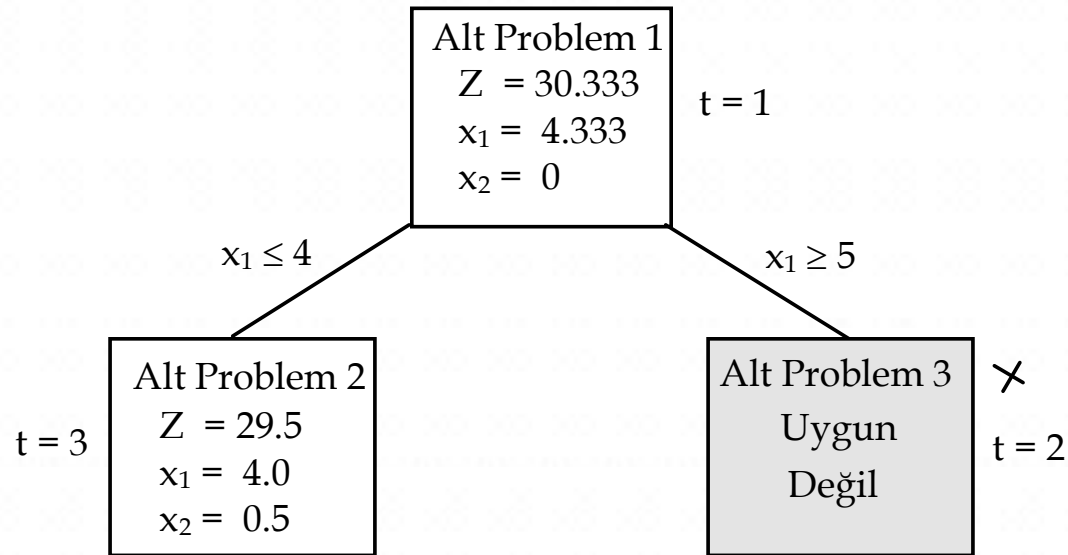 Alt Problem 1
Z = 30.333
x₁ = 4.333
x₂ = 0
t = 1
x₁ ≤ 4
x₁ ≥ 5
Alt Problem 2
Z = 29.5
x₁ = 4.0
x₂ = 0.5
t = 3
Alt Problem 3
Uygun
Değil
×
t = 2